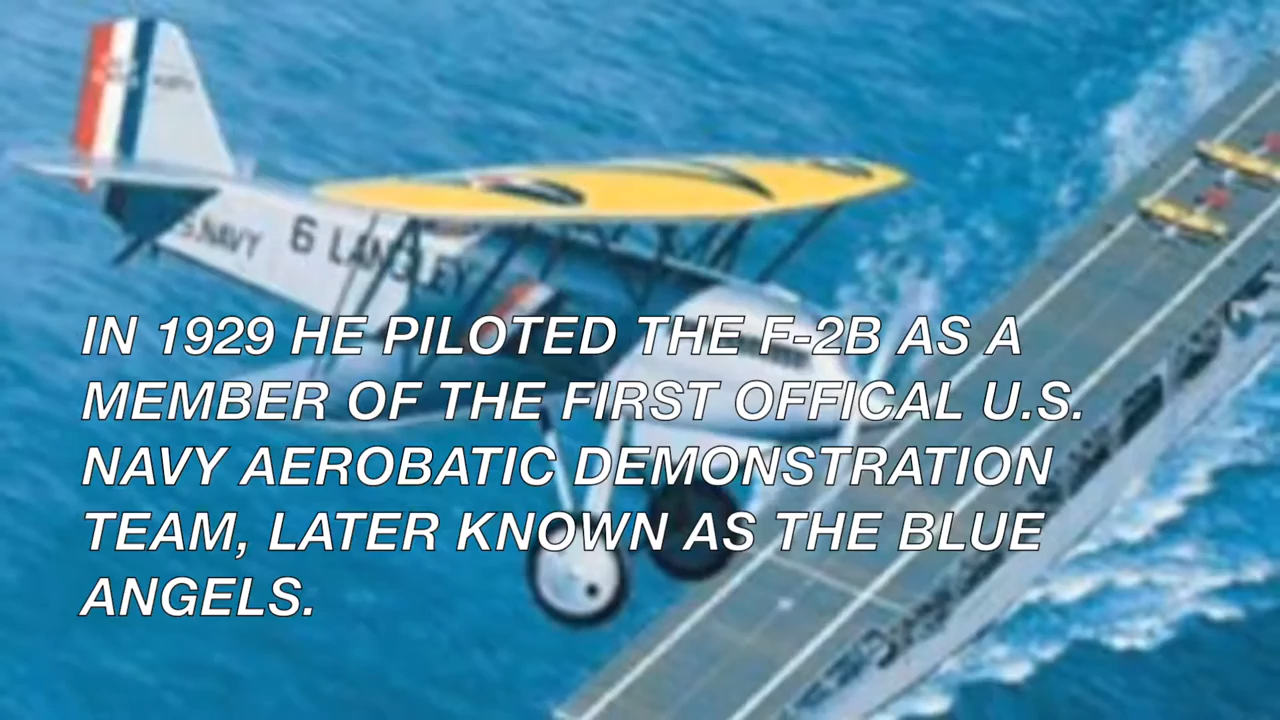 S.NAVY 6 LANGLEY
IN 1929 HE PILOTED THE F-2B AS A
MEMBER OF THE FIRST OFFICAL U.S.
NAVY AEROBATIC DEMONSTRATION
TEAM, LATER KNOWN AS THE BLUE
ANGELS.